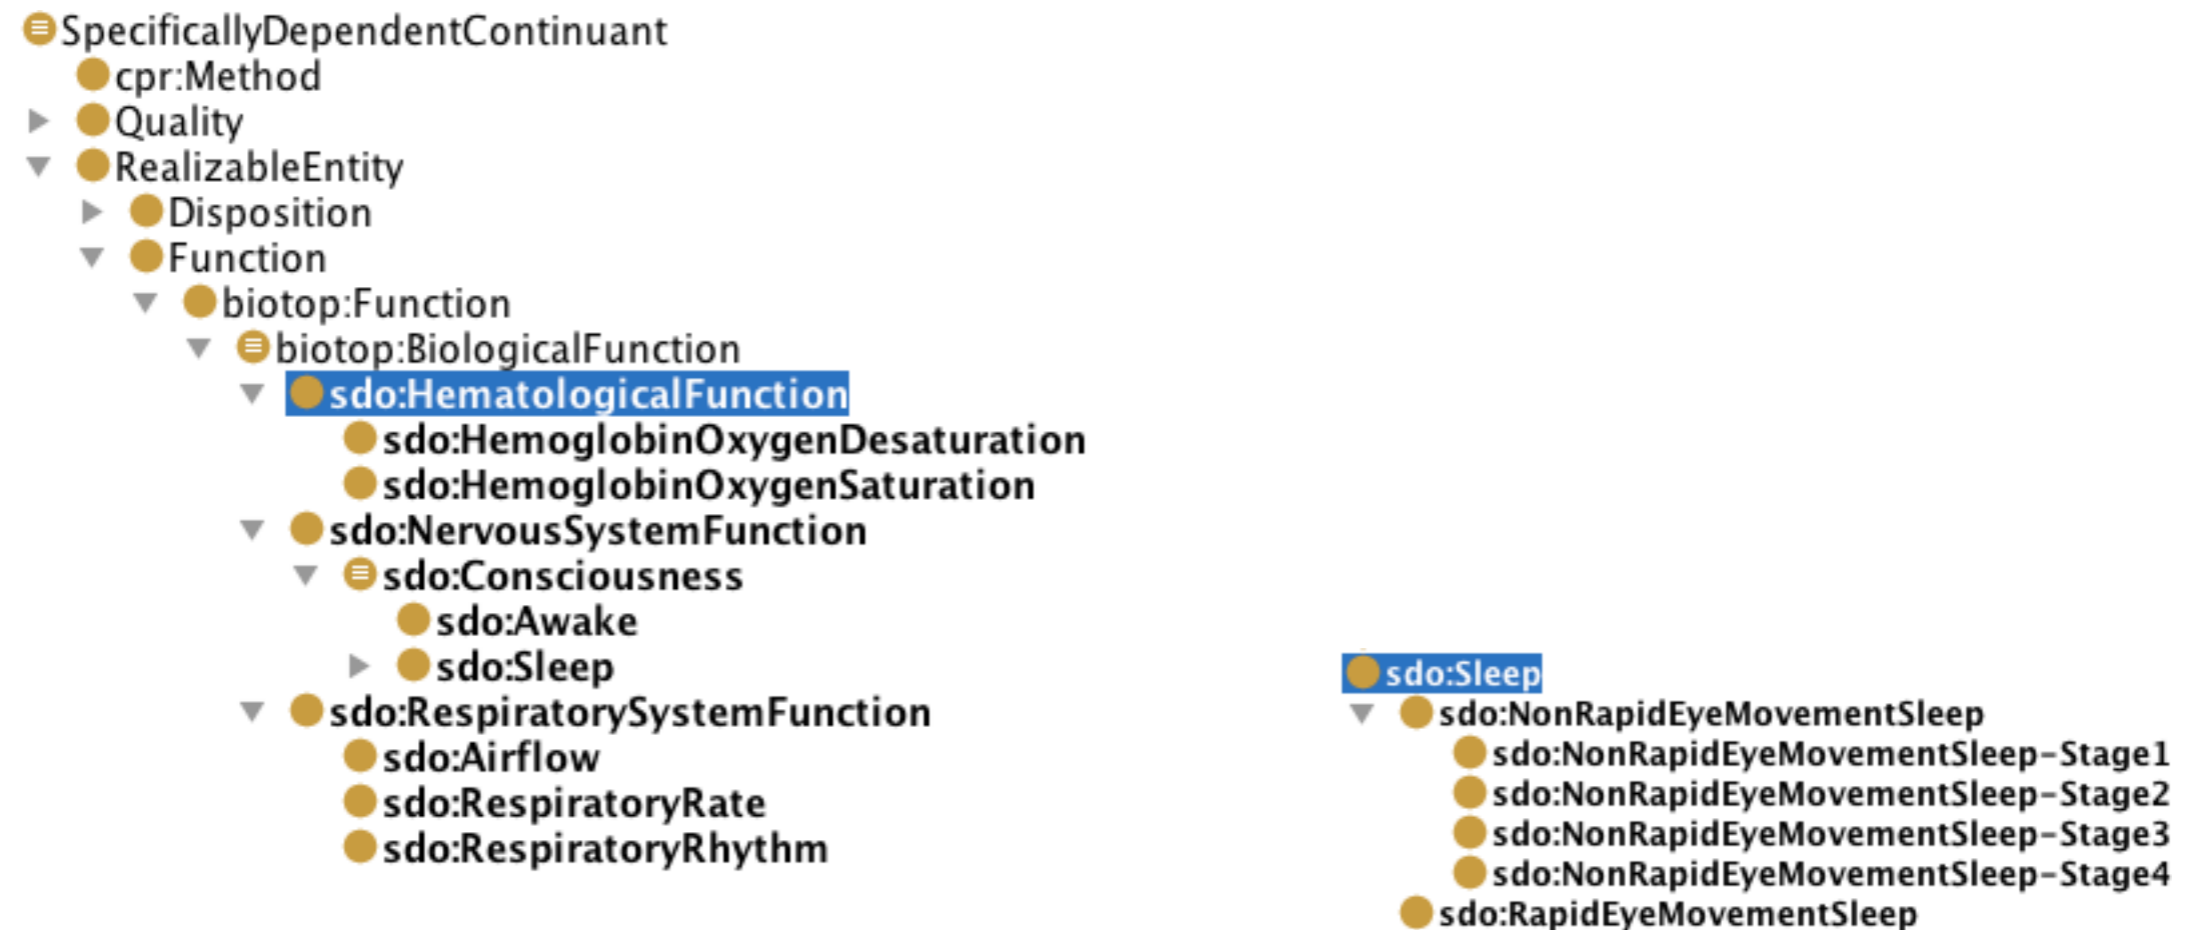 SpecificallyDependentContinuant
cpr:Method
Quality
RealizableEntity
Disposition
Function
biotop:Function
biotop:BiologicalFunction
sdo:HematologicalFunction
sdo:HemoglobinOxygenDesaturation
sdo:HemoglobinOxygenSaturation
sdo:NervousSystemFunction
sdo:Consciousness
sdo:Awake
sdo:Sleep
sdo:RespiratorySystemFunction
sdo:Airflow
sdo:RespiratoryRate
sdo:RespiratoryRhythm
sdo:Sleep
sdo:NonRapidEyeMovementSleep
sdo:NonRapidEyeMovementSleep-Stage1
sdo:NonRapidEyeMovementSleep-Stage2
sdo:NonRapidEyeMovementSleep-Stage3
sdo:NonRapidEyeMovementSleep-Stage4
sdo:RapidEyeMovementSleep